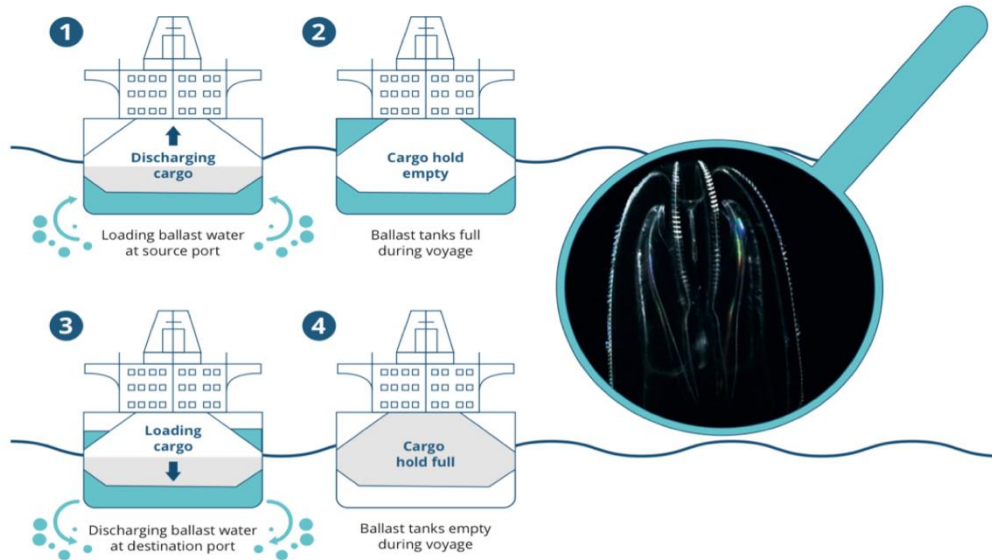 1
Discharging
cargo
Loading ballast water
at source port
2
Cargo hold
empty
Ballast tanks full
during voyage
3
Loading
cargo
Discharging ballast water
at destination port
4
Cargo
hold full
Ballast tanks empty
during voyage